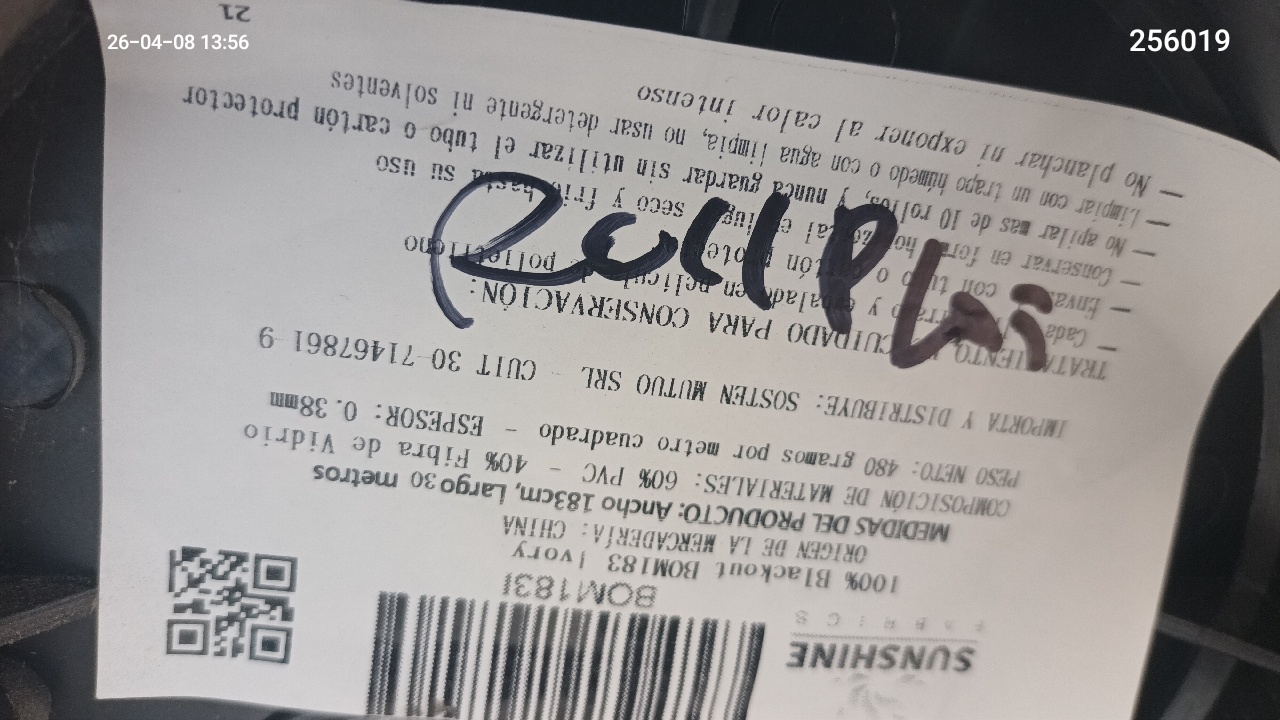 26-04-08 13:56
256019
SUNSHINE
FABRICS
BOM183I
100% Blackout BOM183 Ivory
ORIGEN DE LA MERCADERÍA: CHINA
MEDIDAS DEL PRODUCTO: Ancho 183cm, Largo 30 metros
COMPOSICIÓN DE MATERIALES: 60% PVC - 40% Fibra de Vidrio
PESO NETO: 480 gramos por metro cuadrado - ESPESOR: 0.38mm
IMPORTA Y DISTRIBUYE: SOSTEN MUTUO SRL - CUIT 30-71467861-9
CUIDADO PARA CONSERVACIÓN:
— Cada y en película de polietileno
— con tubo o cartón
— Conservar en forma horizontal en lugar seco y frío hasta su uso
— No apilar mas de 10 rollos, y nunca guardar sin utilizar el tubo o cartón protector
— Limpiar con un trapo húmedo o con agua limpia, no usar detergente ni solventes
— No planchar ni exponer al calor intenso
21
Roll